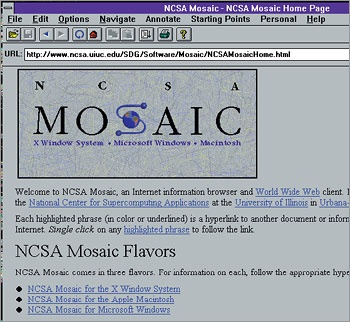 NCSA Mosaic - NCSA Mosaic Home Page
File Edit Options Navigate Annotate Starting Points Personal Help
URL: http://www.ncsa.uiuc.edu/SDG/Software/Mosaic/NCSAMosaicHome.html
N C S A
MOSAIC
X Window System • Microsoft Windows • Macintosh
Welcome to NCSA Mosaic, an Internet information browser and World Wide Web client.
the National Center for Supercomputing Applications at the University of Illinois in Urbana-
Each highlighted phrase (in color or underlined) is a hyperlink to another document or
Internet. Single click on any highlighted phrase to follow the link.
NCSA Mosaic Flavors
NCSA Mosaic comes in three flavors. For information on each, follow the appropriate
NCSA Mosaic for the X Window System
NCSA Mosaic for the Apple Macintosh
NCSA Mosaic for Microsoft Windows